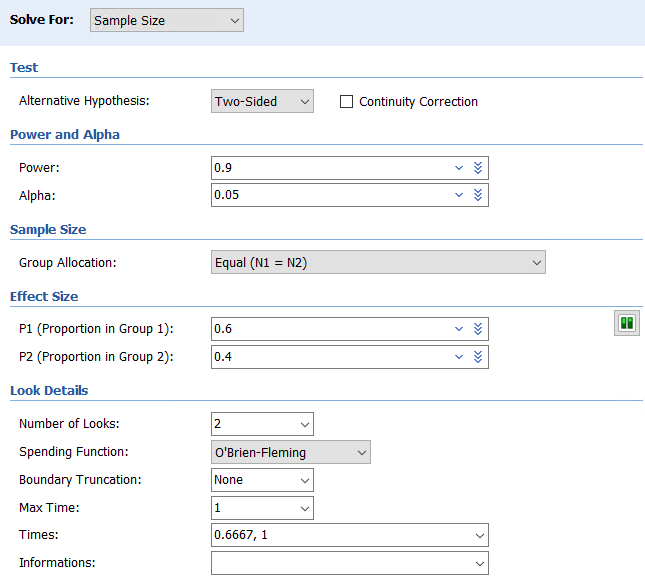 Solve For: Sample Size
Test
Alternative Hypothesis: Two-Sided Continuity Correction
Power and Alpha
Power: 0.9
Alpha: 0.05
Sample Size
Group Allocation: Equal (N1 = N2)
Effect Size
P1 (Proportion in Group 1): 0.6
P2 (Proportion in Group 2): 0.4
Look Details
Number of Looks: 2
Spending Function: O'Brien-Fleming
Boundary Truncation: None
Max Time: 1
Times: 0.6667, 1
Informations: